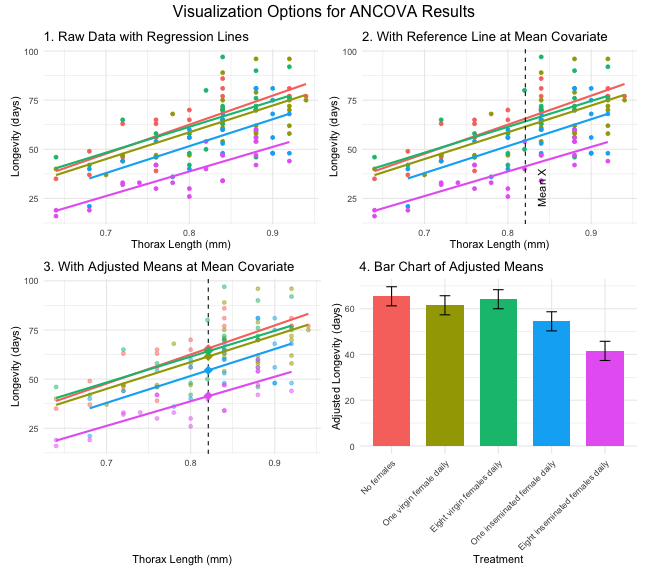 Visualization Options for ANCOVA Results
1. Raw Data with Regression Lines
Longevity (days)
100
75
50
25
0.7
0.8
0.9
Thorax Length (mm)
2. With Reference Line at Mean Covariate
Longevity (days)
100
75
50
25
Mean X
0.7
0.8
0.9
Thorax Length (mm)
3. With Adjusted Means at Mean Covariate
Longevity (days)
100
75
50
25
0.7
0.8
0.9
Thorax Length (mm)
4. Bar Chart of Adjusted Means
Adjusted Longevity (days)
60
40
20
0
No females
One virgin female daily
Eight virgin females daily
One inseminated female daily
Eight inseminated females daily
Treatment